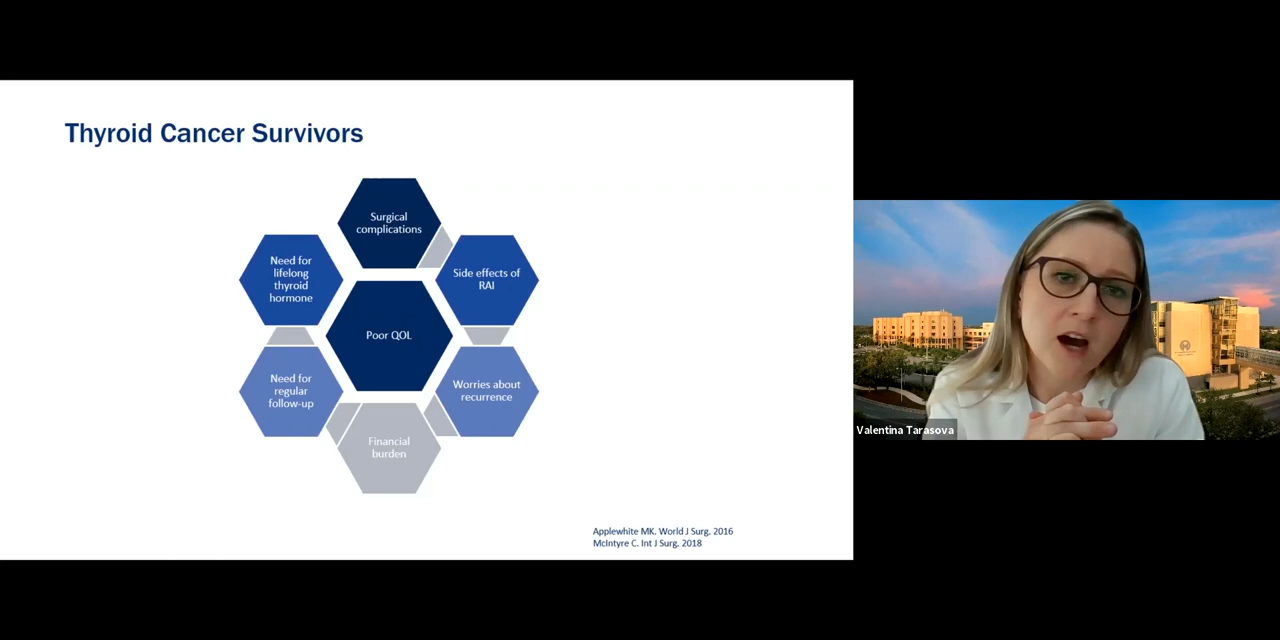 Thyroid Cancer Survivors
Surgical
complications
Need for
lifelong
thyroid
hormone
Side effects of
RAI
Poor QOL
Need for
regular
follow-up
Worries about
recurrence
Financial
burden
Applewhite MK. World J Surg. 2016
McIntyre C. Int J Surg. 2018
Valentina Tarasova